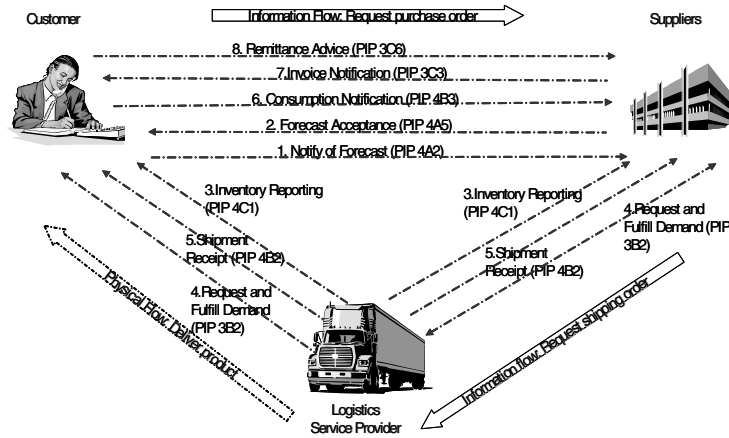 Customer
Information Flow: Request purchase order
Suppliers
8. Remittance Advice (PIP 3C6)
7.Invoice Notification (PIP 3C3)
6. Consumption Notification (PIP 4B3)
2. Forecast Acceptance (PIP 4A5)
1. Notify of Forecast (PIP 4A2)
3.Inventory Reporting
(PIP 4C1)
3.Inventory Reporting
(PIP 4C1)
4.Request and
Fulfill Demand (PIP
3B2)
5.Shipment
Receipt (PIP 4B2)
5.Shipment
Receipt (PIP 4B2)
4.Request and
Fulfill Demand
(PIP 3B2)
Physical Flow: Deliver product
Information flow: Request shipping order
Logistics
Service Provider